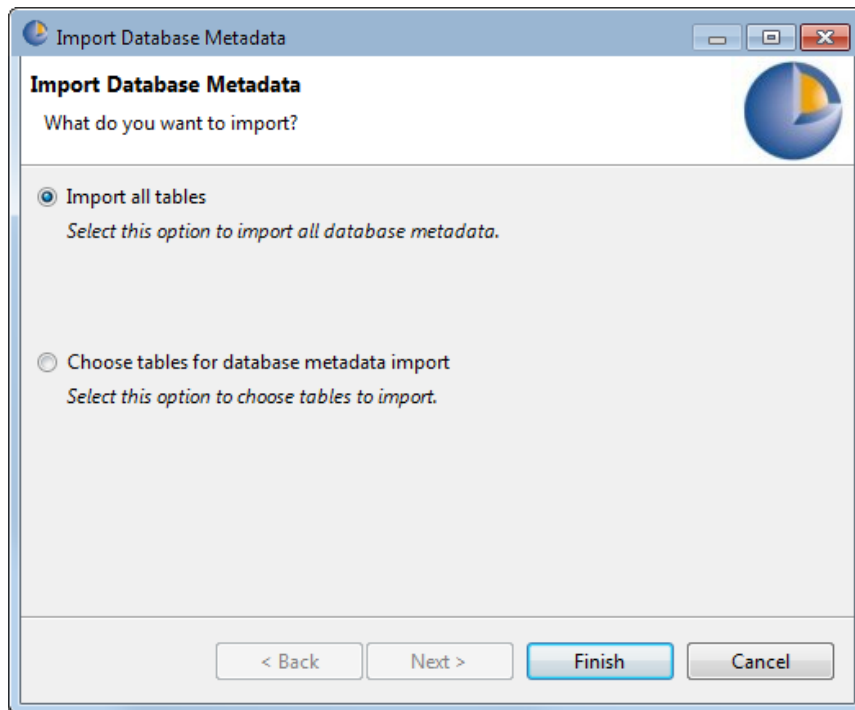 Import Database Metadata
Import Database Metadata
What do you want to import?
Import all tables
Select this option to import all database metadata.
Choose tables for database metadata import
Select this option to choose tables to import.
< Back Next > Finish Cancel